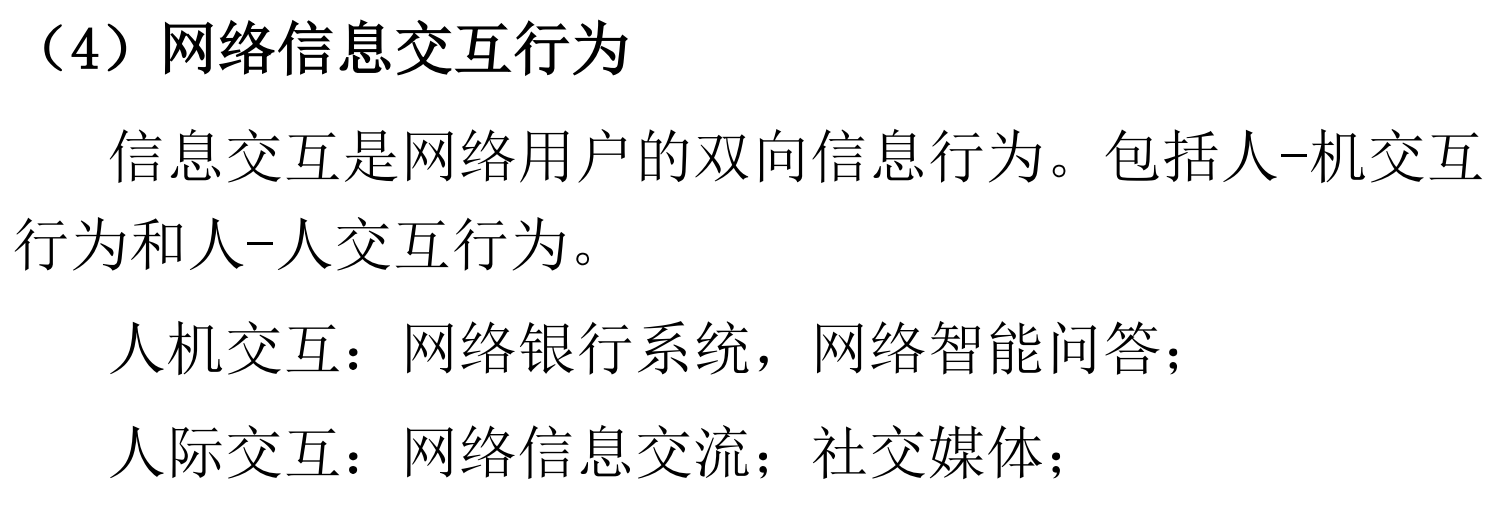 （4）网络信息交互行为
信息交互是网络用户的双向信息行为。包括人-机交互
行为和人-人交互行为。
人机交互：网络银行系统，网络智能问答；
人际交互：网络信息交流；社交媒体；